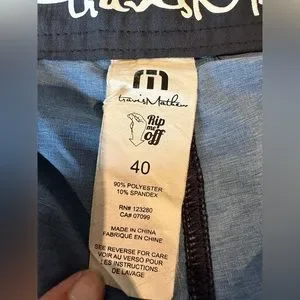 travisMathew
Rip
me
off
40
90% POLYESTER
10% SPANDEX
RN# 123280
CA# 07099
MADE IN CHINA
FABRIQUÉ EN CHINE
SEE REVERSE FOR CARE
VOIR AU VERSO POUR
LES INSTRUCTIONS
DE LAVAGE